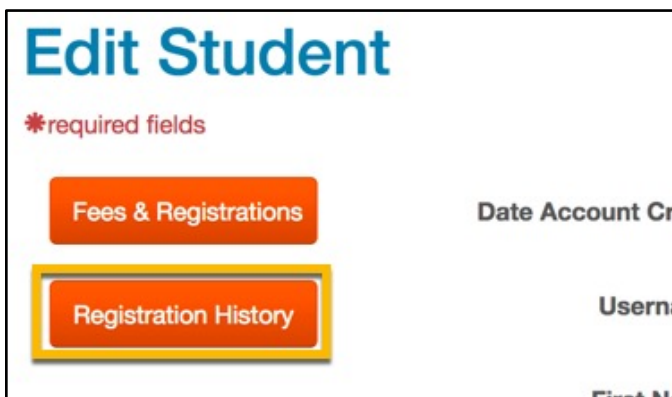 Edit Student
✱required fields
Fees & Registrations
Date Account Cr
Registration History
Userna